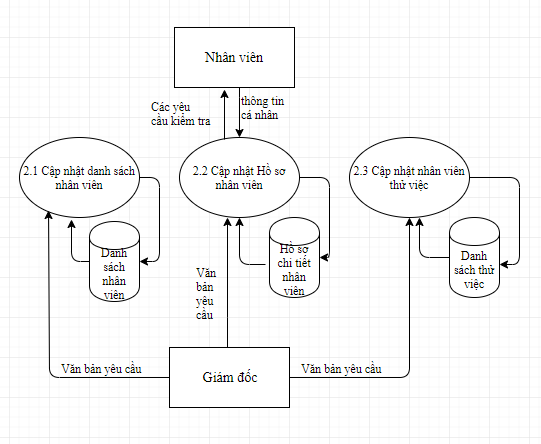 Nhân viên
Các yêu
cầu kiểm tra
thông tin
cá nhân
2.1 Cập nhật danh sách
nhân viên
2.2 Cập nhật Hồ sơ
nhân viên
2.3 Cập nhật nhân viên
thử việc
Danh
sách
nhân
viên
Hồ sơ
chi tiết
nhân
viên
Danh
sách thử
việc
Văn
bản
yêu
cầu
Văn bản yêu cầu
Giám đốc
Văn bản yêu cầu